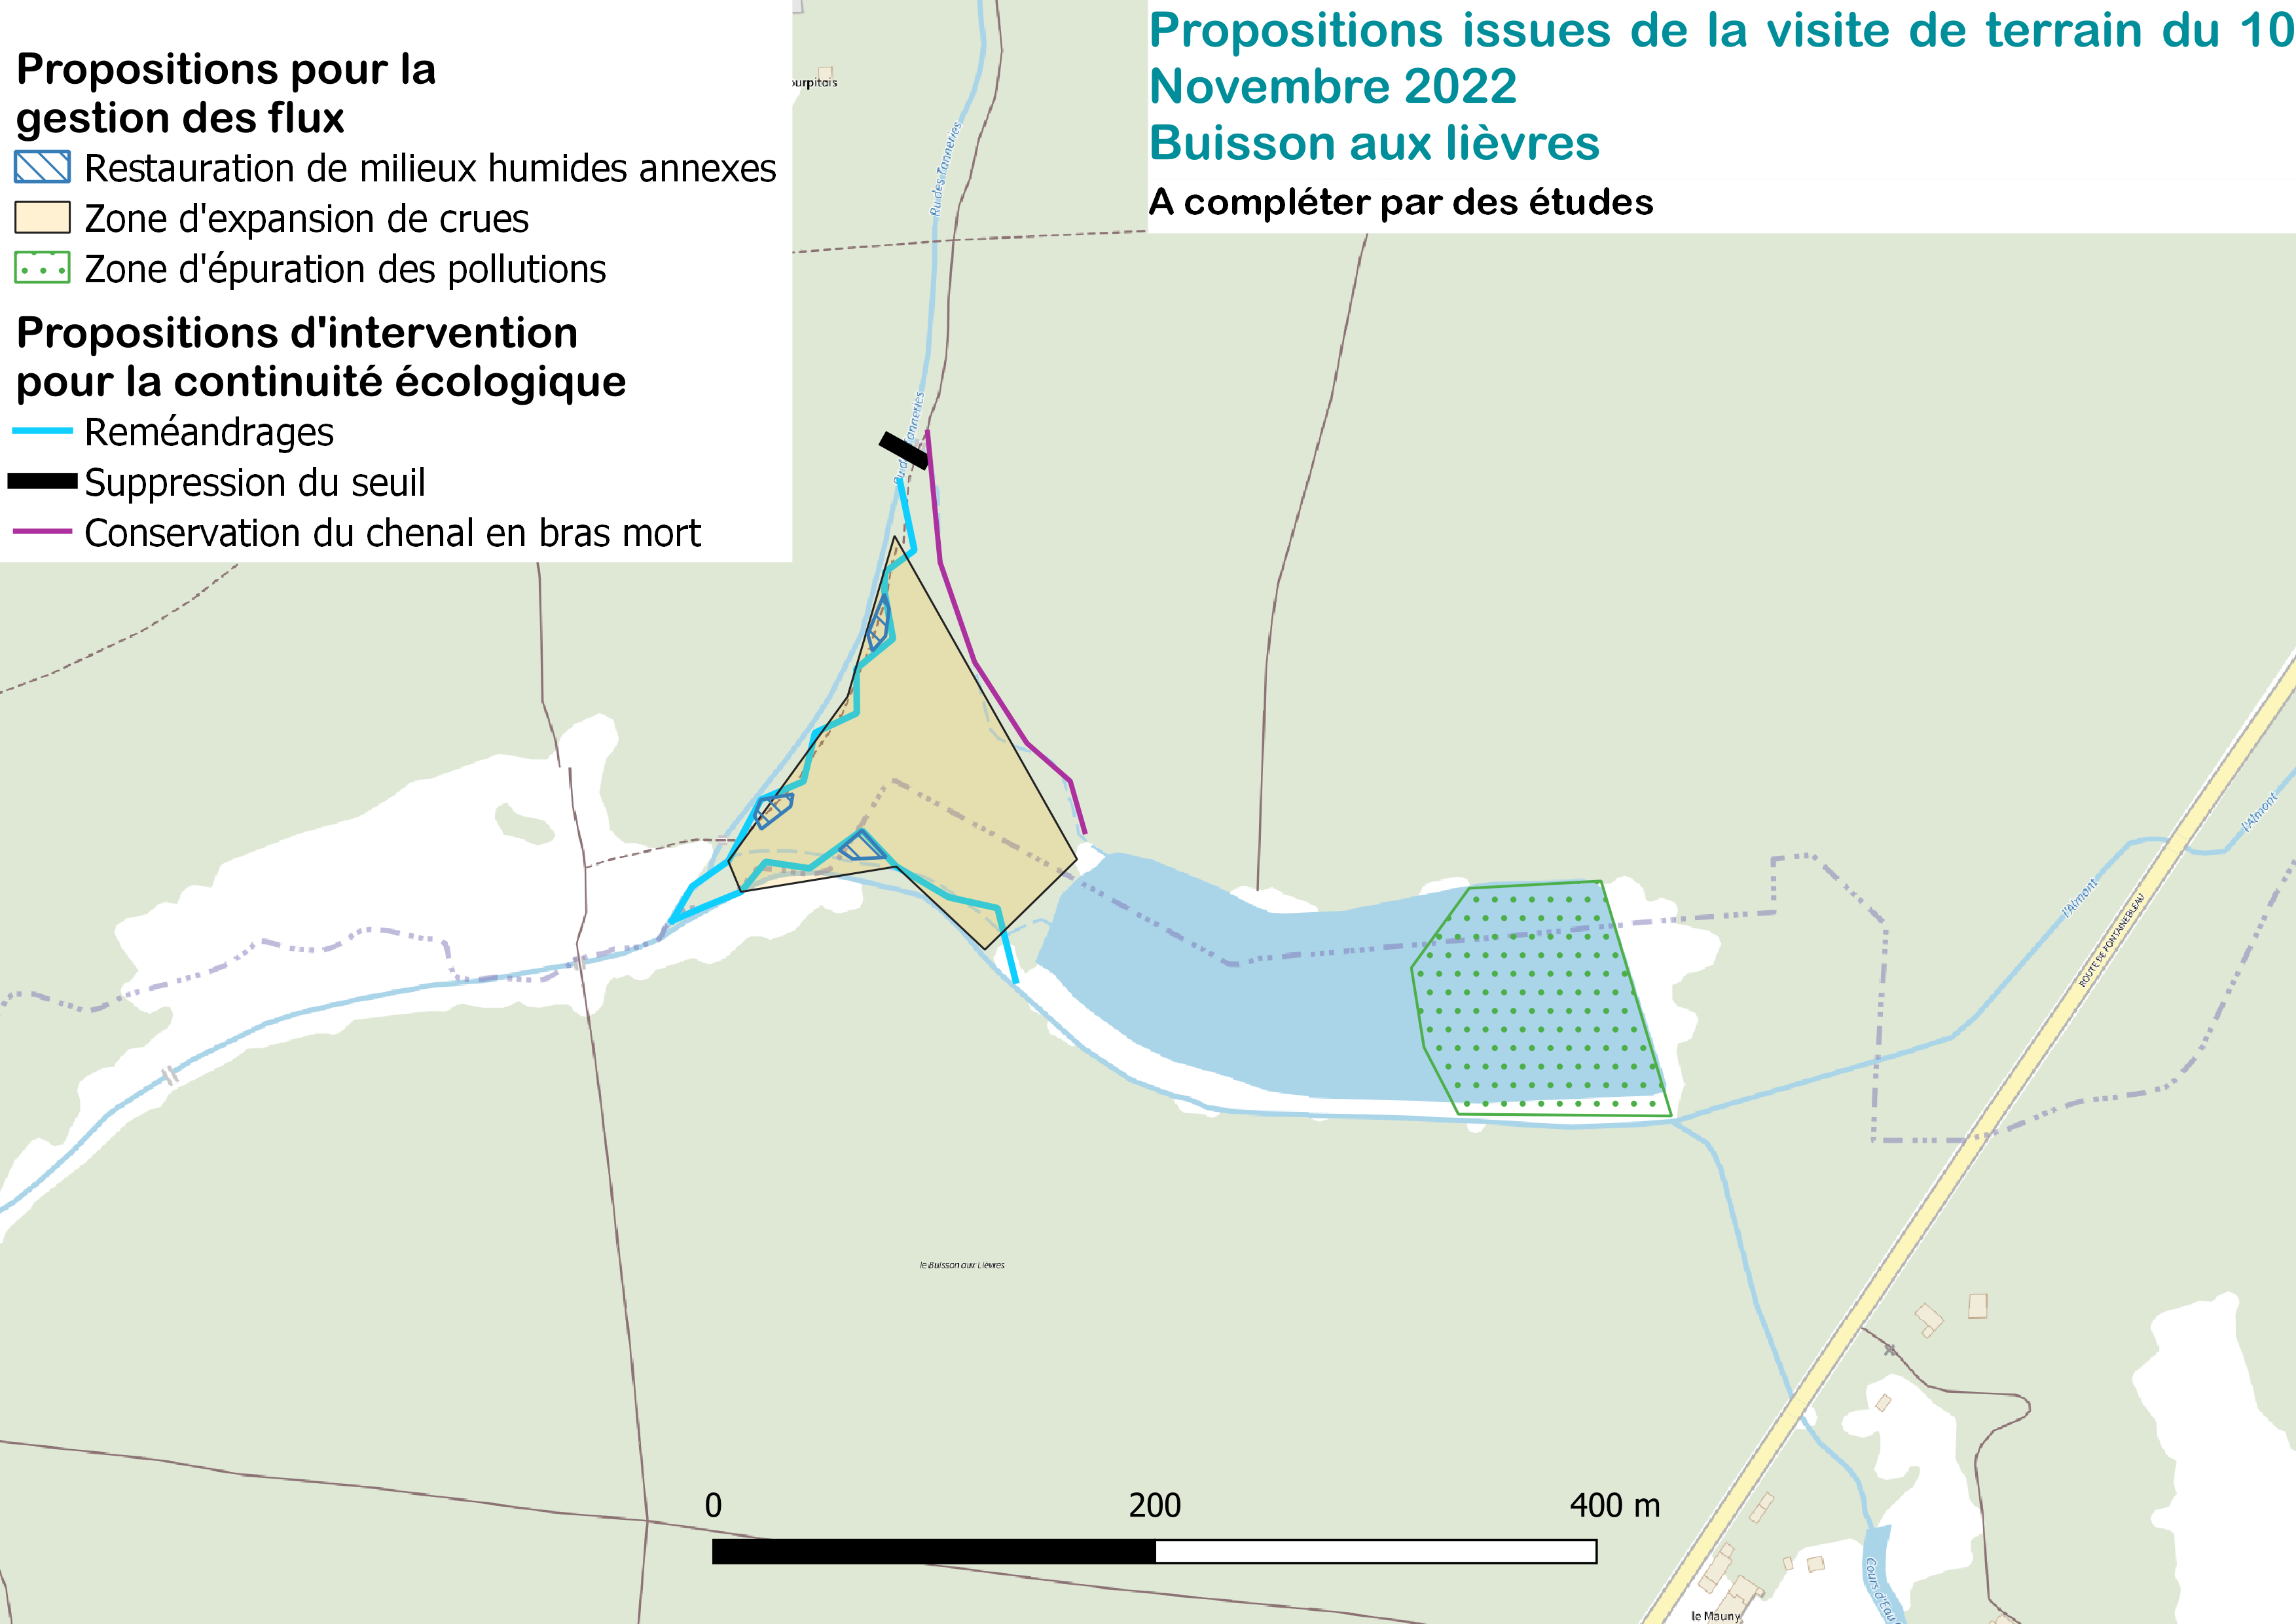 Propositions issues de la visite de terrain du 10
Novembre 2022
Buisson aux lièvres
A compléter par des études
Propositions pour la
gestion des flux
Restauration de milieux humides annexes
Zone d'expansion de crues
Zone d'épuration des pollutions
Propositions d'intervention
pour la continuité écologique
Reméandrages
Suppression du seuil
Conservation du chenal en bras mort
ourpitois
Ru des Tanneries
l'Almont
l'Almont
ROUTE DE FONTAINEBLEAU
le Buisson aux Lièvres
0 200 400 m
Cours d'Eau
le Mauny